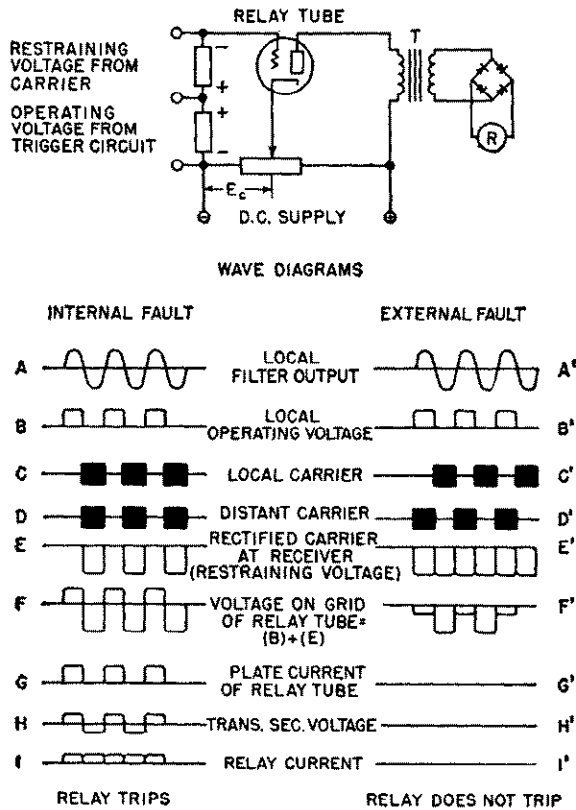 RELAY TUBE
T
RESTRAINING
VOLTAGE FROM
CARRIER
−
+
OPERATING
VOLTAGE FROM
TRIGGER CIRCUIT
+
−
R
E_c
⊖ D.C. SUPPLY ⊕
WAVE DIAGRAMS
INTERNAL FAULT EXTERNAL FAULT
A LOCAL FILTER OUTPUT A'
B LOCAL OPERATING VOLTAGE B'
C LOCAL CARRIER C'
D DISTANT CARRIER D'
E RECTIFIED CARRIER AT RECEIVER (RESTRAINING VOLTAGE) E'
F VOLTAGE ON GRID OF RELAY TUBE= (B)+(E) F'
G PLATE CURRENT OF RELAY TUBE G'
H TRANS. SEC. VOLTAGE H'
I RELAY CURRENT I'
RELAY TRIPS RELAY DOES NOT TRIP